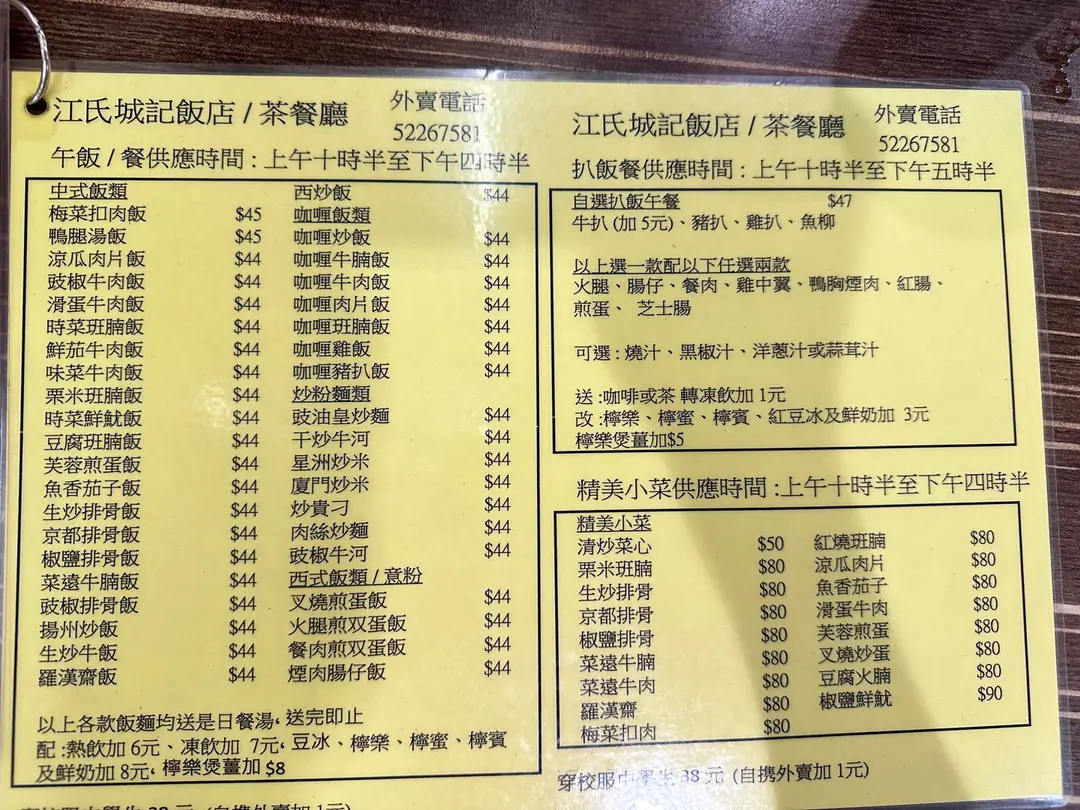 江氏城記飯店 / 茶餐廳
外賣電話
52267581
午飯 / 餐供應時間 : 上午十時半至下午四時半
中式飯類
梅菜扣肉飯 $45
鴨腿湯飯 $45
涼瓜肉片飯 $44
豉椒牛肉飯 $44
滑蛋牛肉飯 $44
時菜班腩飯 $44
鮮茄牛肉飯 $44
味菜牛肉飯 $44
栗米班腩飯 $44
時菜鮮魷飯 $44
豆腐班腩飯 $44
芙蓉煎蛋飯 $44
魚香茄子飯 $44
生炒排骨飯 $44
京都排骨飯 $44
椒鹽排骨飯 $44
菜遠牛腩飯 $44
豉椒排骨飯 $44
揚州炒飯 $44
生炒牛飯 $44
羅漢齋飯 $44
西炒飯 $44
咖喱飯類
咖喱炒飯 $44
咖喱牛腩飯 $44
咖喱牛肉飯 $44
咖喱肉片飯 $44
咖喱班腩飯 $44
咖喱雞飯 $44
咖喱豬扒飯 $44
炒粉麵類
豉油皇炒麵 $44
干炒牛河 $44
星洲炒米 $44
廈門炒米 $44
炒貴刁 $44
肉絲炒麵 $44
豉椒牛河 $44
西式飯類 / 意粉
叉燒煎蛋飯 $44
火腿煎双蛋飯 $44
餐肉煎双蛋飯 $44
煙肉腸仔飯 $44
以上各款飯麵均送是日餐湯, 送完即止
配 :熱飲加 6元、凍飲加 7元, 豆冰、檸樂、檸蜜、檸賓
及鮮奶加 8元, 檸樂煲薑加 $8
江氏城記飯店 / 茶餐廳
外賣電話
52267581
扒飯餐供應時間 : 上午十時半至下午五時半
自選扒飯午餐 $47
牛扒 (加 5元)、豬扒、雞扒、魚柳
以上選一款配以下任選兩款
火腿、腸仔、餐肉、雞中翼、鴨胸煙肉、紅腸、
煎蛋、 芝士腸
可選 : 燒汁、黑椒汁、洋蔥汁或蒜茸汁
送 :咖啡或茶 轉凍飲加 1元
改 :檸樂、檸蜜、檸賓、紅豆冰及鮮奶加 3元
檸樂煲薑加$5
精美小菜供應時間 :上午十時半至下午四時半
精美小菜
清炒菜心 $50
栗米班腩 $80
生炒排骨 $80
京都排骨 $80
椒鹽排骨 $80
菜遠牛腩 $80
菜遠牛肉 $80
羅漢齋 $80
梅菜扣肉 $80
紅燒班腩 $80
涼瓜肉片 $80
魚香茄子 $80
滑蛋牛肉 $80
芙蓉煎蛋 $80
叉燒炒蛋 $80
豆腐火腩 $80
椒鹽鮮魷 $90
穿校服中學生 38 元 (自携外賣加 1元)